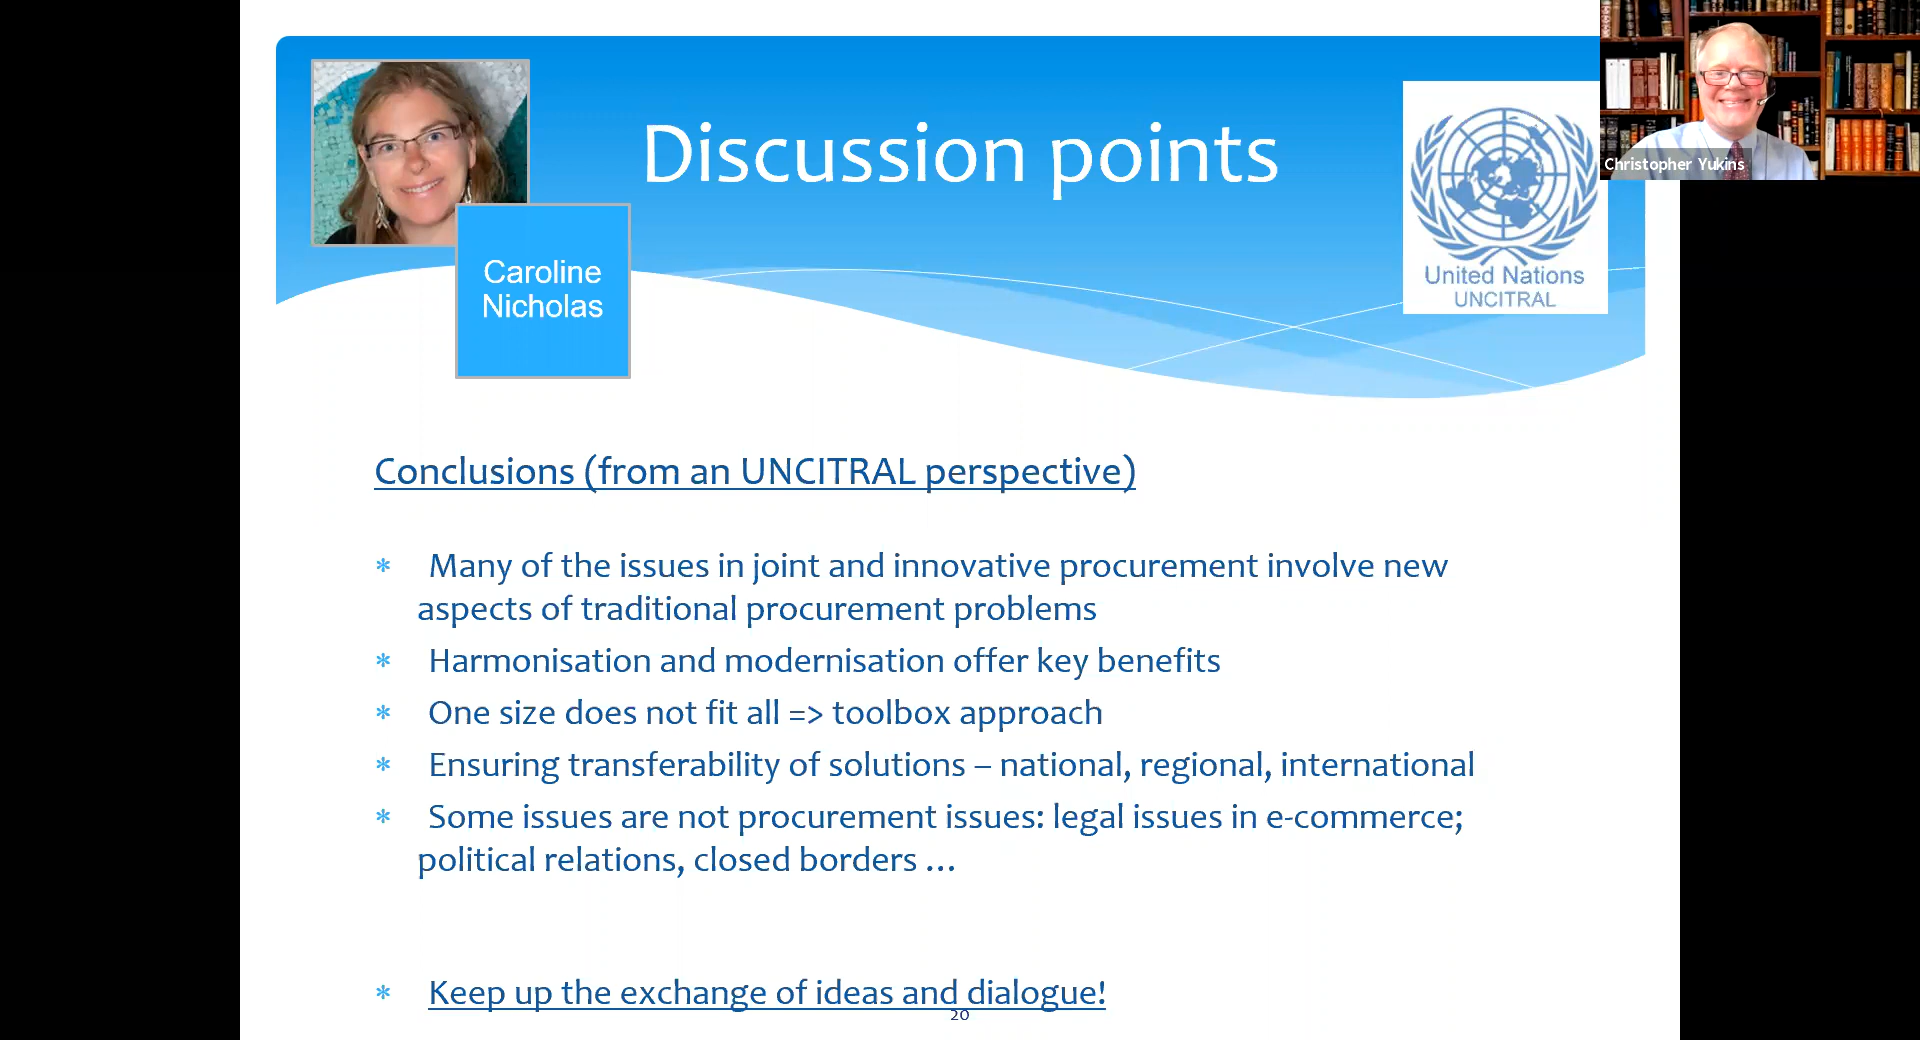 Discussion points
Christopher Yukins
Caroline
Nicholas
United Nations
UNCITRAL
Conclusions (from an UNCITRAL perspective)
* Many of the issues in joint and innovative procurement involve new
aspects of traditional procurement problems
* Harmonisation and modernisation offer key benefits
* One size does not fit all => toolbox approach
* Ensuring transferability of solutions – national, regional, international
* Some issues are not procurement issues: legal issues in e-commerce;
political relations, closed borders …
* Keep up the exchange of ideas and dialogue!
20